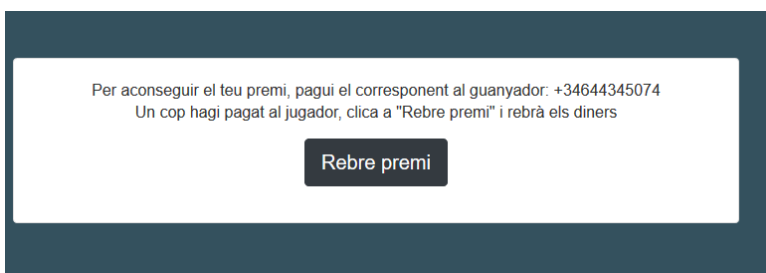 Per aconseguir el teu premi, pagui el corresponent al guanyador: +34644345074
Un cop hagi pagat al jugador, clica a "Rebre premi" i rebrà els diners
Rebre premi